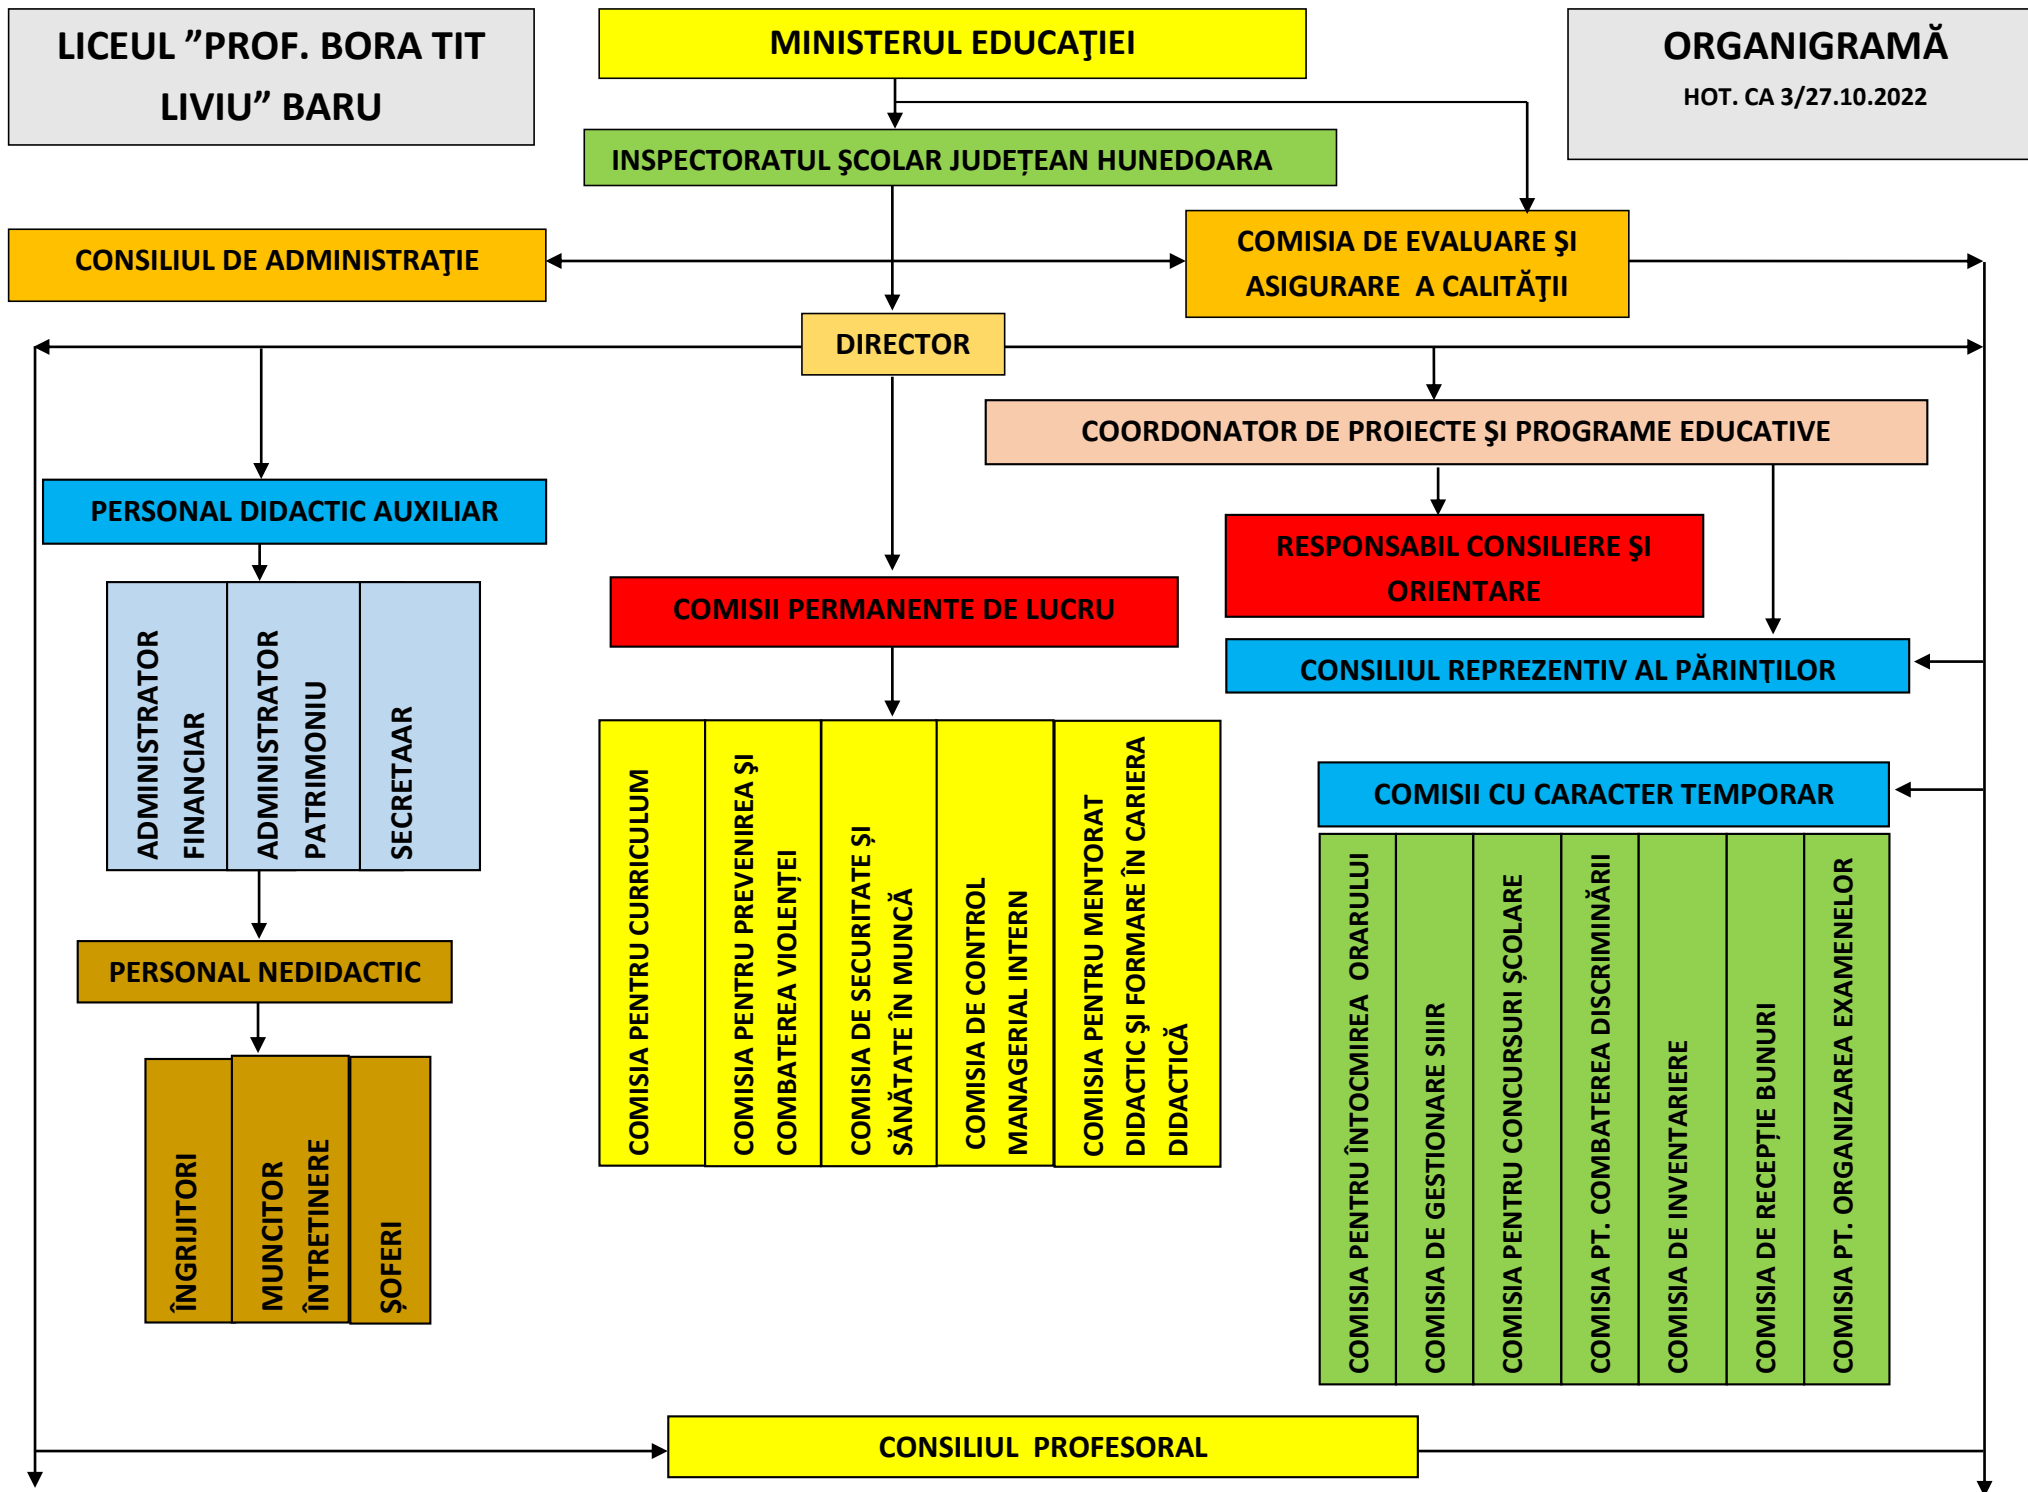 LICEUL ”PROF. BORA TIT
LIVIU” BARU
MINISTERUL EDUCAŢIEI
ORGANIGRAMĂ
HOT. CA 3/27.10.2022
INSPECTORATUL ŞCOLAR JUDEȚEAN HUNEDOARA
CONSILIUL DE ADMINISTRAŢIE
COMISIA DE EVALUARE ŞI
ASIGURARE A CALITĂŢII
DIRECTOR
COORDONATOR DE PROIECTE ŞI PROGRAME EDUCATIVE
PERSONAL DIDACTIC AUXILIAR
RESPONSABIL CONSILIERE ŞI
ORIENTARE
COMISII PERMANENTE DE LUCRU
CONSILIUL REPREZENTIV AL PĂRINŢILOR
ADMINISTRATOR
FINANCIAR
ADMINISTRATOR
PATRIMONIU
SECRETAAR
COMISIA PENTRU CURRICULUM
COMISIA PENTRU PREVENIREA ŞI
COMBATEREA VIOLENȚEI
COMISIA DE SECURITATE ȘI
SĂNĂTATE ÎN MUNCĂ
COMISIA DE CONTROL
MANAGERIAL INTERN
COMISIA PENTRU MENTORAT
DIDACTIC ŞI FORMARE ÎN CARIERA
DIDACTICĂ
COMISII CU CARACTER TEMPORAR
COMISIA PENTRU ÎNTOCMIREA ORARULUI
COMISIA DE GESTIONARE SIIIR
COMISIA PENTRU CONCURSURI ŞCOLARE
COMISIA PT. COMBATEREA DISCRIMINĂRII
COMISIA DE INVENTARIERE
COMISIA DE RECEPŢIE BUNURI
COMISIA PT. ORGANIZAREA EXAMENELOR
PERSONAL NEDIDACTIC
ÎNGRIJITORI
MUNCITOR
ÎNTRETINERE
ȘOFERI
CONSILIUL PROFESORAL